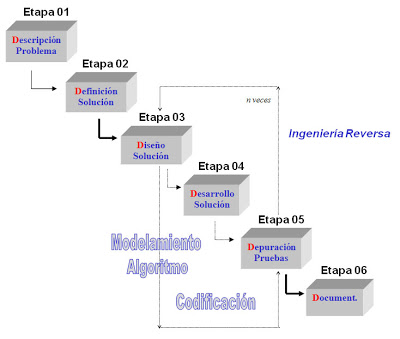 Etapa 01
Descripción
Problema
Etapa 02
Definición
Solución
Etapa 03
Diseño
Solución
n veces
Ingeniería Reversa
Etapa 04
Desarrollo
Solución
Etapa 05
Depuración
Pruebas
Modelamiento
Algoritmo
Codificación
Etapa 06
Document.